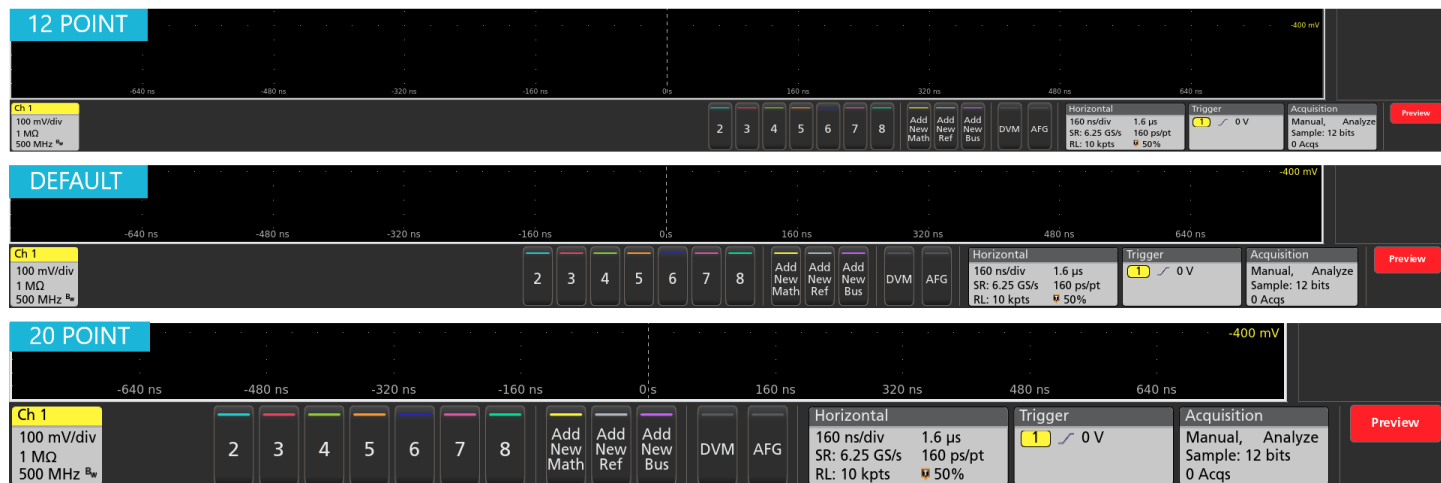 12 POINT
-400 mV
-640 ns -480 ns -320 ns -160 ns 0 s 160 ns 320 ns 480 ns 640 ns
Ch 1
100 mV/div
1 MΩ
500 MHz Bw
2 3 4 5 6 7 8
Add New Math
Add New Ref
Add New Bus
DVM
AFG
Horizontal
160 ns/div 1.6 µs
SR: 6.25 GS/s 160 ps/pt
RL: 10 kpts T 50%
Trigger
1 0 V
Acquisition
Manual, Analyze
Sample: 12 bits
0 Acqs
Preview
DEFAULT
-400 mV
-640 ns -480 ns -320 ns -160 ns 0 s 160 ns 320 ns 480 ns 640 ns
Ch 1
100 mV/div
1 MΩ
500 MHz Bw
2 3 4 5 6 7 8
Add New Math
Add New Ref
Add New Bus
DVM
AFG
Horizontal
160 ns/div 1.6 µs
SR: 6.25 GS/s 160 ps/pt
RL: 10 kpts T 50%
Trigger
1 0 V
Acquisition
Manual, Analyze
Sample: 12 bits
0 Acqs
Preview
20 POINT
-400 mV
-640 ns -480 ns -320 ns -160 ns 0 s 160 ns 320 ns 480 ns 640 ns
Ch 1
100 mV/div
1 MΩ
500 MHz Bw
2 3 4 5 6 7 8
Add New Math
Add New Ref
Add New Bus
DVM
AFG
Horizontal
160 ns/div 1.6 µs
SR: 6.25 GS/s 160 ps/pt
RL: 10 kpts T 50%
Trigger
1 0 V
Acquisition
Manual, Analyze
Sample: 12 bits
0 Acqs
Preview